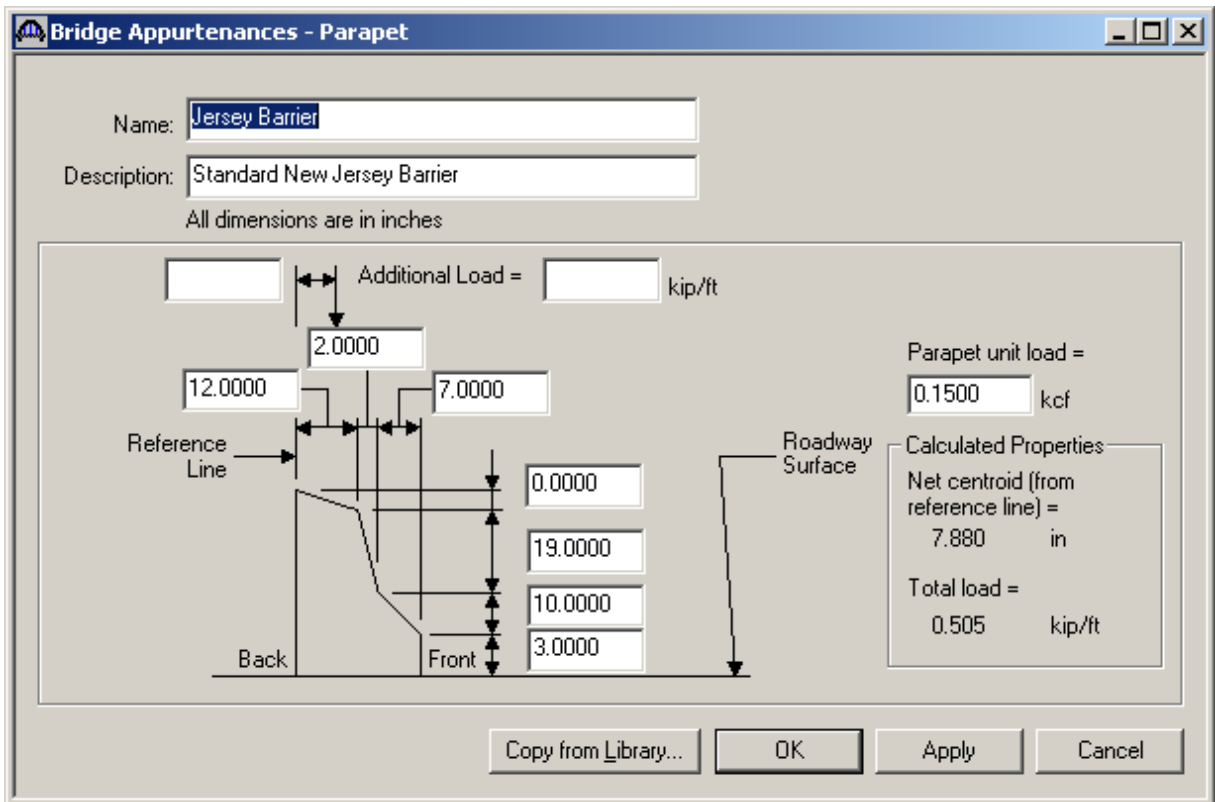 Bridge Appurtenances - Parapet
Name: Jersey Barrier
Description: Standard New Jersey Barrier
All dimensions are in inches
Additional Load = kip/ft
2.0000
12.0000 7.0000
Parapet unit load =
0.1500 kcf
Reference
Line
Roadway
Surface
0.0000
19.0000
10.0000
3.0000
Back Front
Calculated Properties
Net centroid (from
reference line) =
7.880 in
Total load =
0.505 kip/ft
Copy from Library... OK Apply Cancel